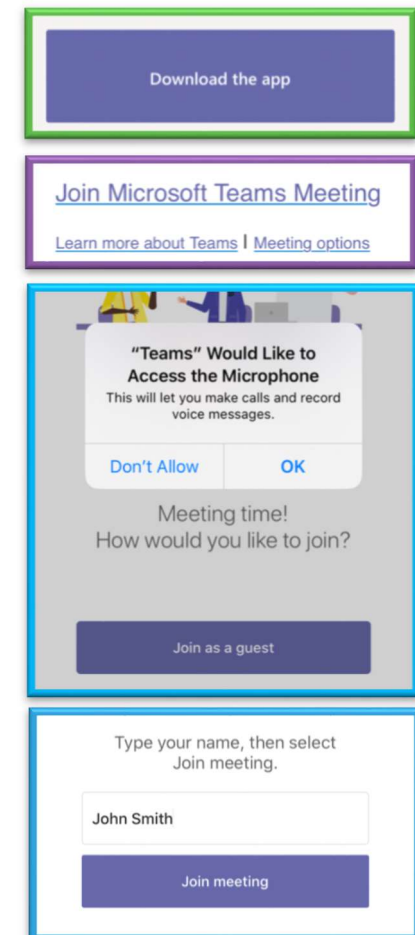 Download the app
Join Microsoft Teams Meeting
Learn more about Teams | Meeting options
“Teams” Would Like to
Access the Microphone
This will let you make calls and record
voice messages.
Don’t Allow OK
Meeting time!
How would you like to join?
Join as a guest
Type your name, then select
Join meeting.
John Smith
Join meeting